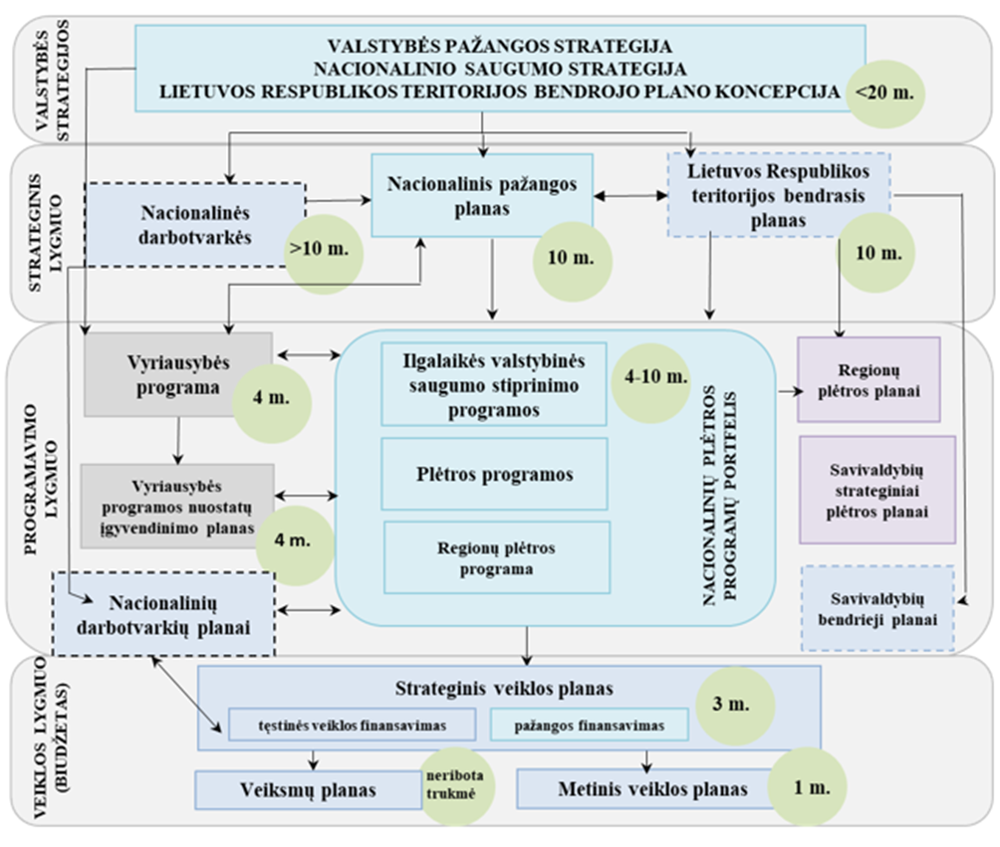 VALSTYBĖS
STRATEGIJOS
VALSTYBĖS PAŽANGOS STRATEGIJA
NACIONALINIO SAUGUMO STRATEGIJA
LIETUVOS RESPUBLIKOS TERITORIJOS BENDROJO PLANO KONCEPCIJA
<20 m.
STRATEGINIS
LYGMUO
Nacionalinės
darbotvarkės
>10 m.
Nacionalinis pažangos
planas
10 m.
Lietuvos Respublikos
teritorijos bendrasis
planas
10 m.
PROGRAMAVIMO
LYGMUO
Vyriausybės
programa
4 m.
Vyriausybės
programos nuostatų
įgyvendinimo planas
4 m.
Nacionalinių
darbotvarkių planai
Ilgalaikės valstybinės
saugumo stiprinimo
programos
4-10 m.
Plėtros programos
Regionų plėtros
programa
NACIONALINIŲ PLĖTROS
PROGRAMŲ PORTFELIS
Regionų
plėtros planai
Savivaldybių
strateginiai
plėtros planai
Savivaldybių
bendrieji planai
VEIKLOS LYGMUO
(BIUDŽETAS)
Strateginis veiklos planas
3 m.
tęstinės veiklos finansavimas
pažangos finansavimas
Veiksmų planas
neribota
trukmė
Metinis veiklos planas
1 m.